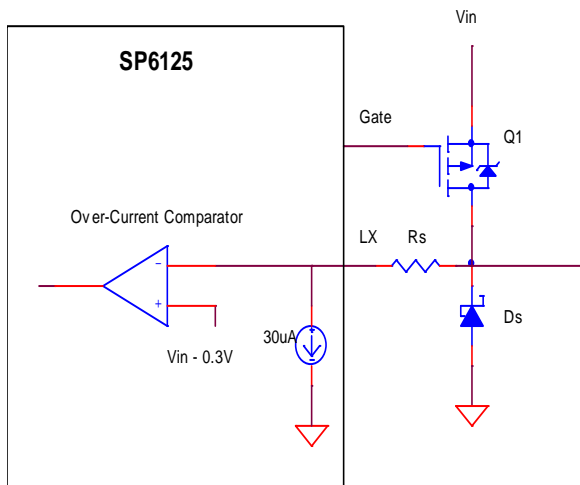 Vin
SP6125
Gate
Q1
Over-Current Comparator
LX
Rs
-
+
Vin - 0.3V
30uA
+
-
Ds